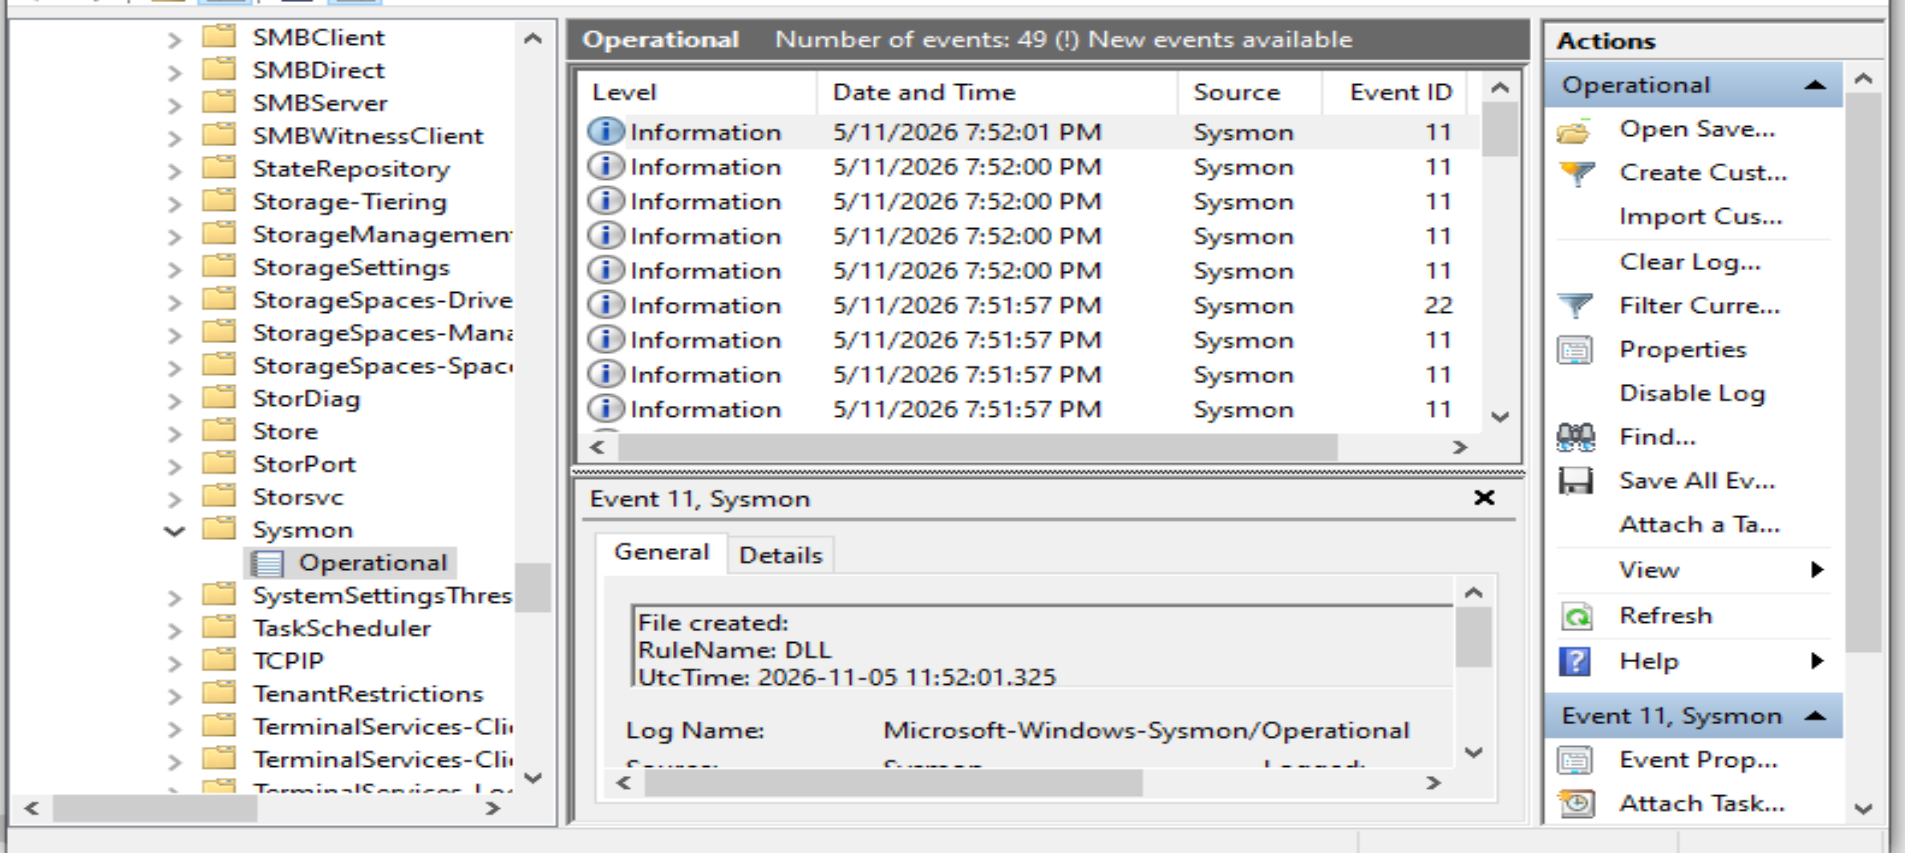 SMBClient
SMBDirect
SMBServer
SMBWitnessClient
StateRepository
Storage-Tiering
StorageManagement
StorageSettings
StorageSpaces-Drive
StorageSpaces-Mana
StorageSpaces-Spac
StorDiag
Store
StorPort
Storsvc
Sysmon
Operational
SystemSettingsThres
TaskScheduler
TCPIP
TenantRestrictions
TerminalServices-Cli
TerminalServices-Cli
TerminalServices-Lo
Operational Number of events: 49 (!) New events available
Level Date and Time Source Event ID
Information 5/11/2026 7:52:01 PM Sysmon 11
Information 5/11/2026 7:52:00 PM Sysmon 11
Information 5/11/2026 7:52:00 PM Sysmon 11
Information 5/11/2026 7:52:00 PM Sysmon 11
Information 5/11/2026 7:52:00 PM Sysmon 11
Information 5/11/2026 7:51:57 PM Sysmon 22
Information 5/11/2026 7:51:57 PM Sysmon 11
Information 5/11/2026 7:51:57 PM Sysmon 11
Information 5/11/2026 7:51:57 PM Sysmon 11
Event 11, Sysmon
General Details
File created:
RuleName: DLL
UtcTime: 2026-11-05 11:52:01.325
Log Name: Microsoft-Windows-Sysmon/Operational
Source: Sysmon Logged:
Actions
Operational
Open Save...
Create Cust...
Import Cus...
Clear Log...
Filter Curre...
Properties
Disable Log
Find...
Save All Ev...
Attach a Ta...
View
Refresh
Help
Event 11, Sysmon
Event Prop...
Attach Task...